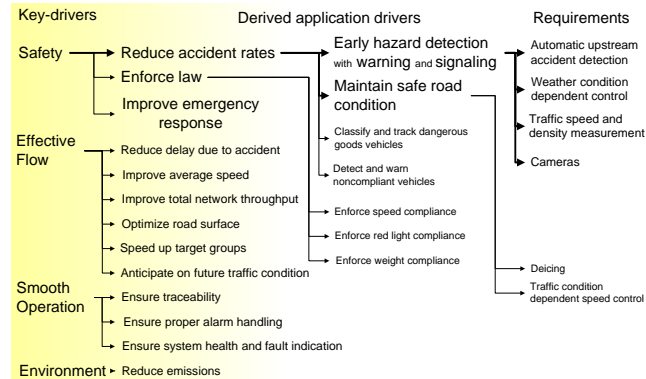 Key-drivers
Derived application drivers
Requirements
Safety
Reduce accident rates
Enforce law
Improve emergency
response
Early hazard detection
with warning and signaling
Maintain safe road
condition
Classify and track dangerous
goods vehicles
Detect and warn
noncompliant vehicles
Enforce speed compliance
Enforce red light compliance
Enforce weight compliance
Automatic upstream
accident detection
Weather condition
dependent control
Traffic speed and
density measurement
Cameras
Deicing
Traffic condition
dependent speed control
Effective
Flow
Reduce delay due to accident
Improve average speed
Improve total network throughput
Optimize road surface
Speed up target groups
Anticipate on future traffic condition
Smooth
Operation
Ensure traceability
Ensure proper alarm handling
Ensure system health and fault indication
Environment
Reduce emissions